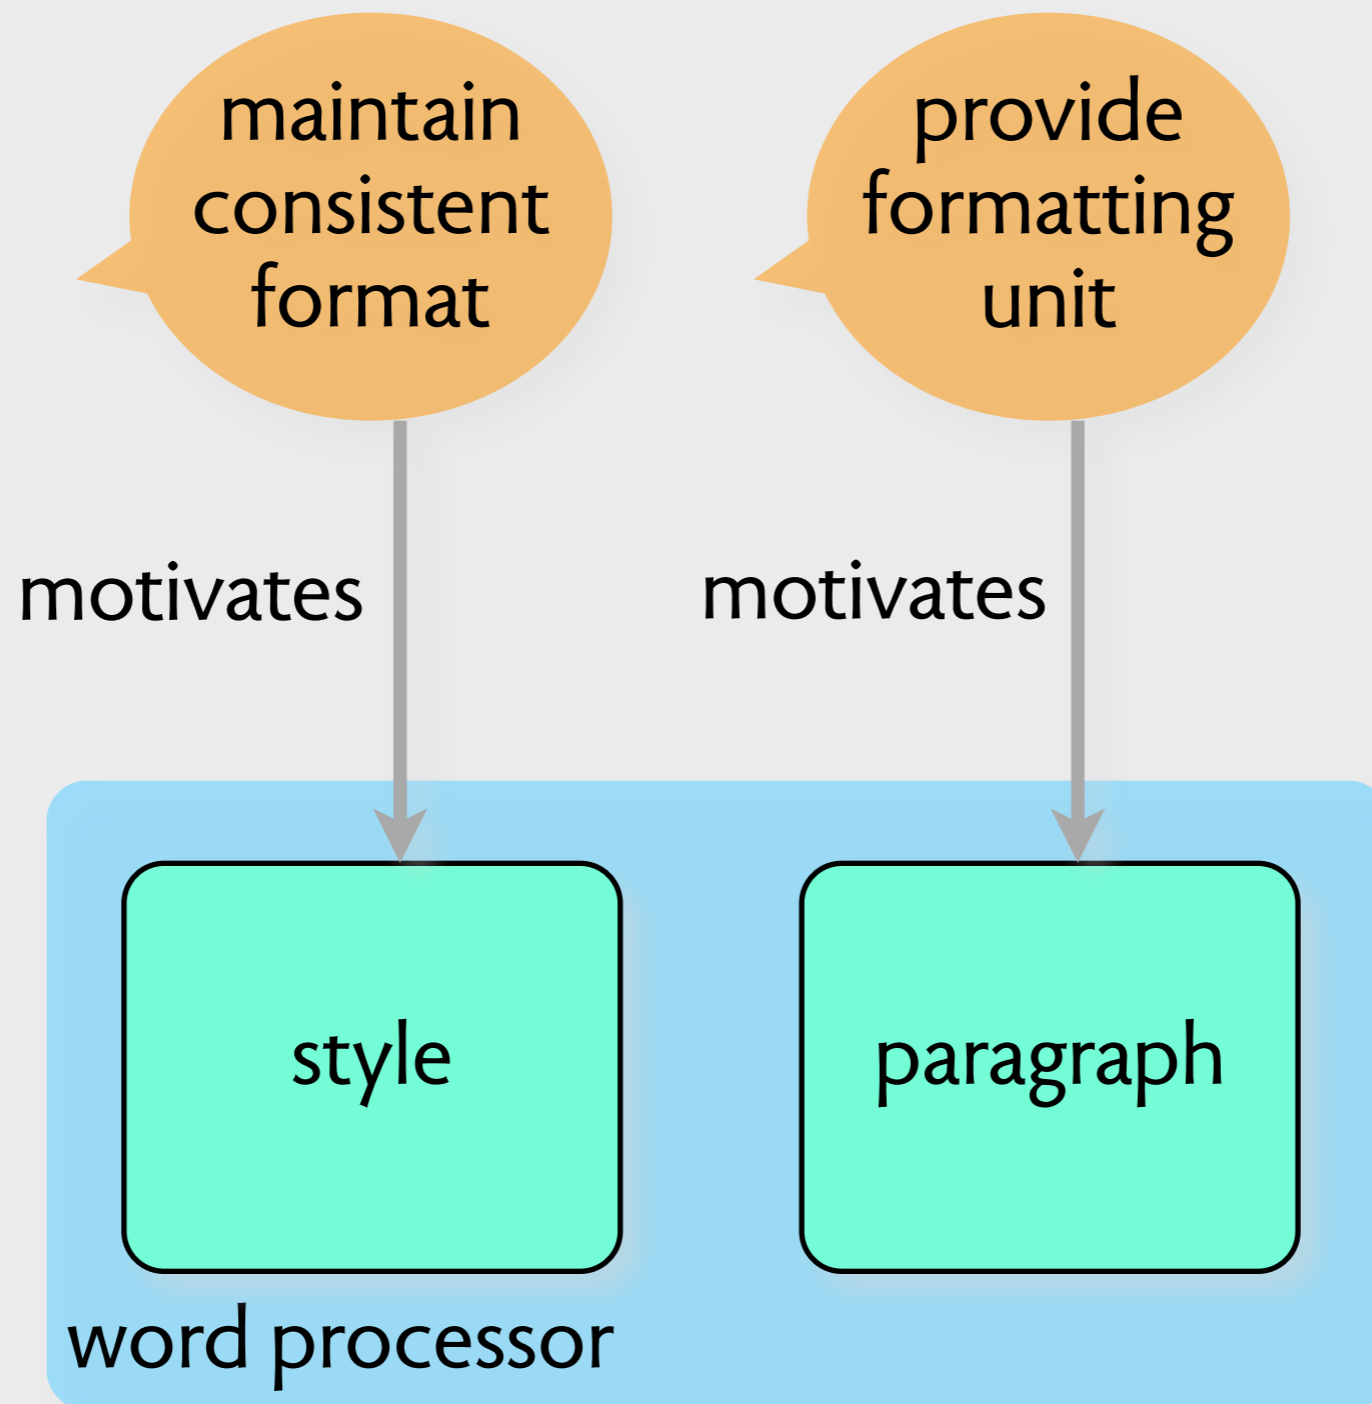 maintain
consistent
format
provide
formatting
unit
motivates
motivates
style
paragraph
word processor